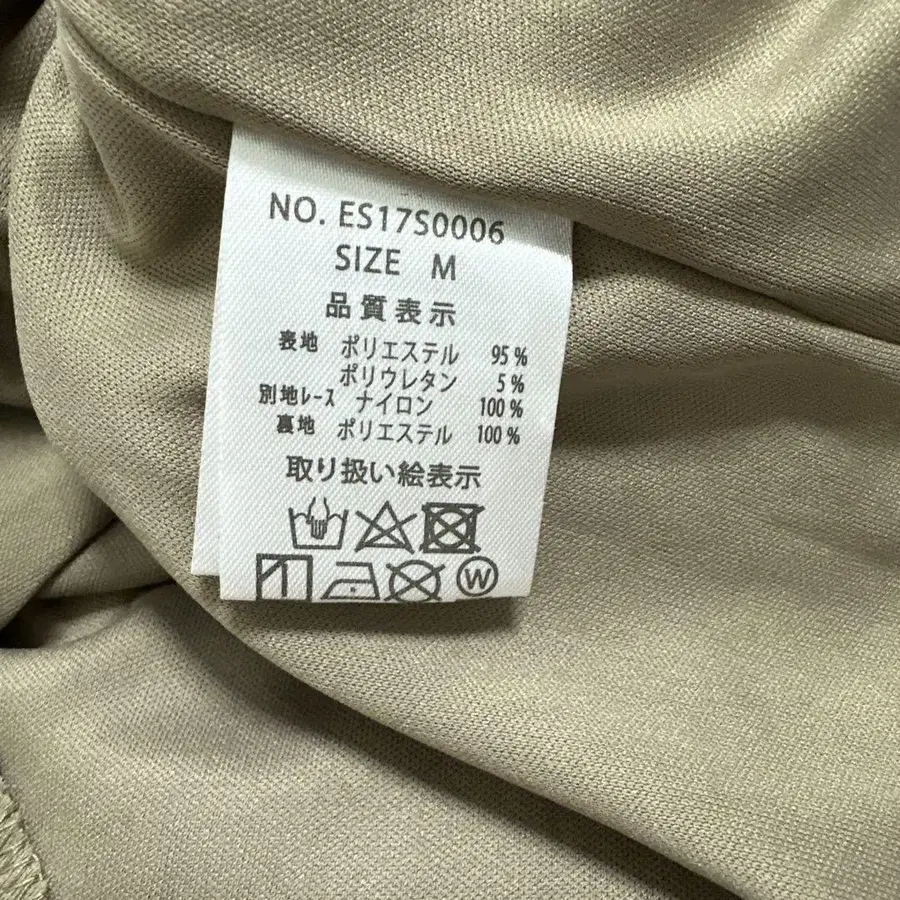 NO. ES17S0006
SIZE M
品質表示
表地 ポリエステル 95 %
ポリウレタン 5 %
別地レース ナイロン 100 %
裏地 ポリエステル 100 %
取り扱い絵表示
W